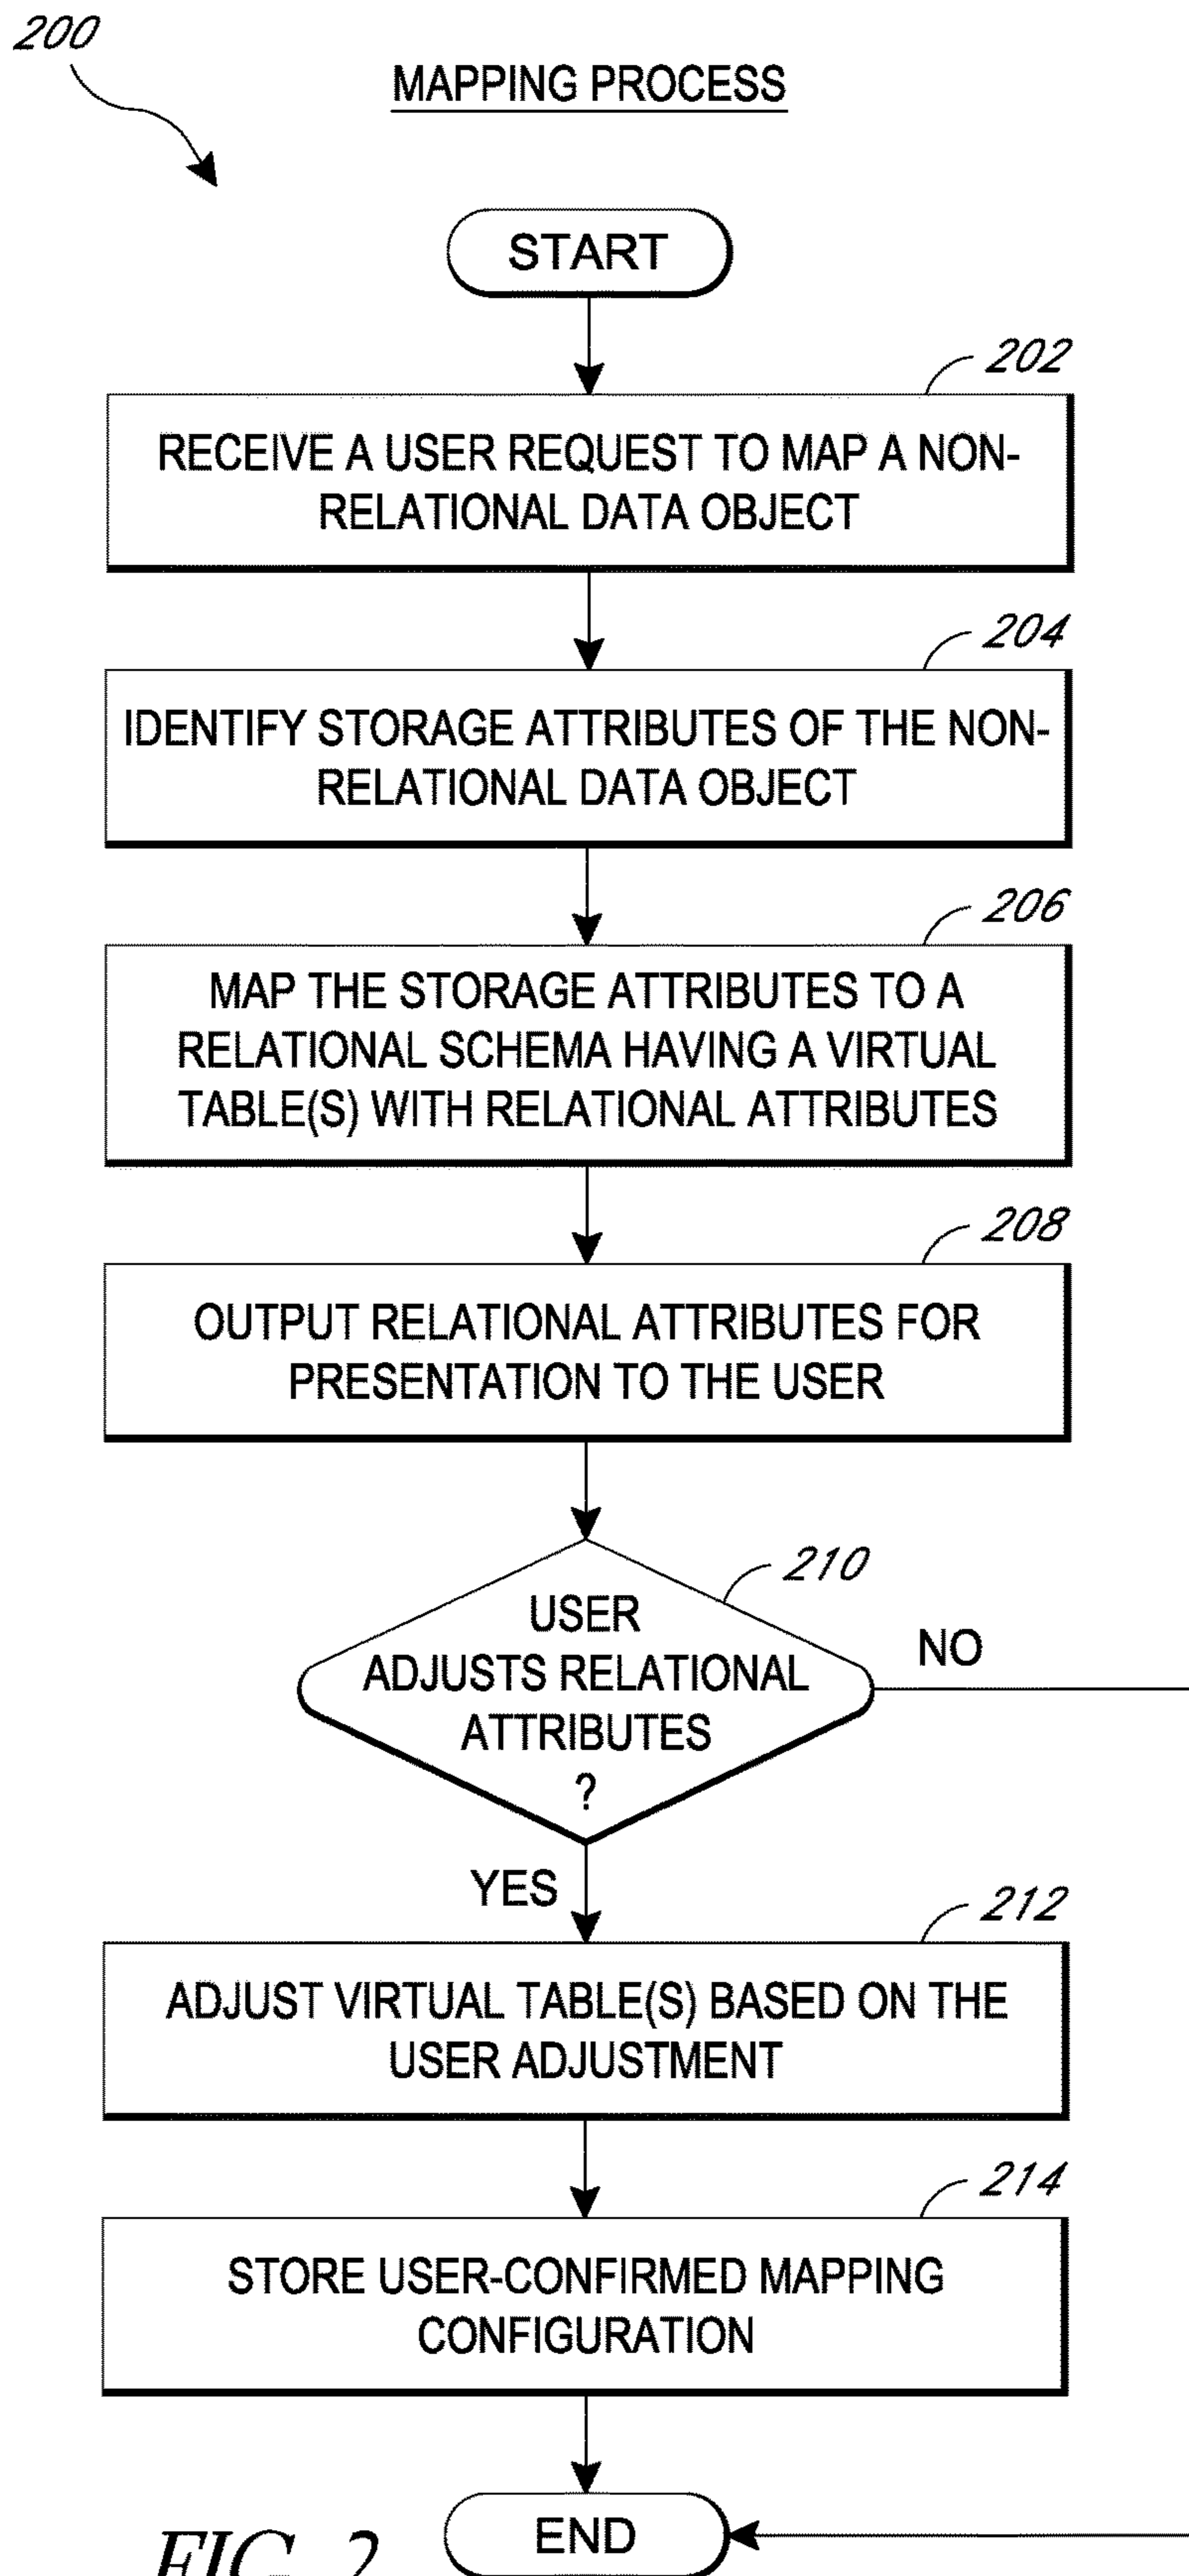 200
MAPPING PROCESS
START
202
RECEIVE A USER REQUEST TO MAP A NON-
RELATIONAL DATA OBJECT
204
IDENTIFY STORAGE ATTRIBUTES OF THE NON-
RELATIONAL DATA OBJECT
206
MAP THE STORAGE ATTRIBUTES TO A
RELATIONAL SCHEMA HAVING A VIRTUAL
TABLE(S) WITH RELATIONAL ATTRIBUTES
208
OUTPUT RELATIONAL ATTRIBUTES FOR
PRESENTATION TO THE USER
210
USER
ADJUSTS RELATIONAL
ATTRIBUTES
?
NO
YES
212
ADJUST VIRTUAL TABLE(S) BASED ON THE
USER ADJUSTMENT
214
STORE USER-CONFIRMED MAPPING
CONFIGURATION
END
FIG. 2